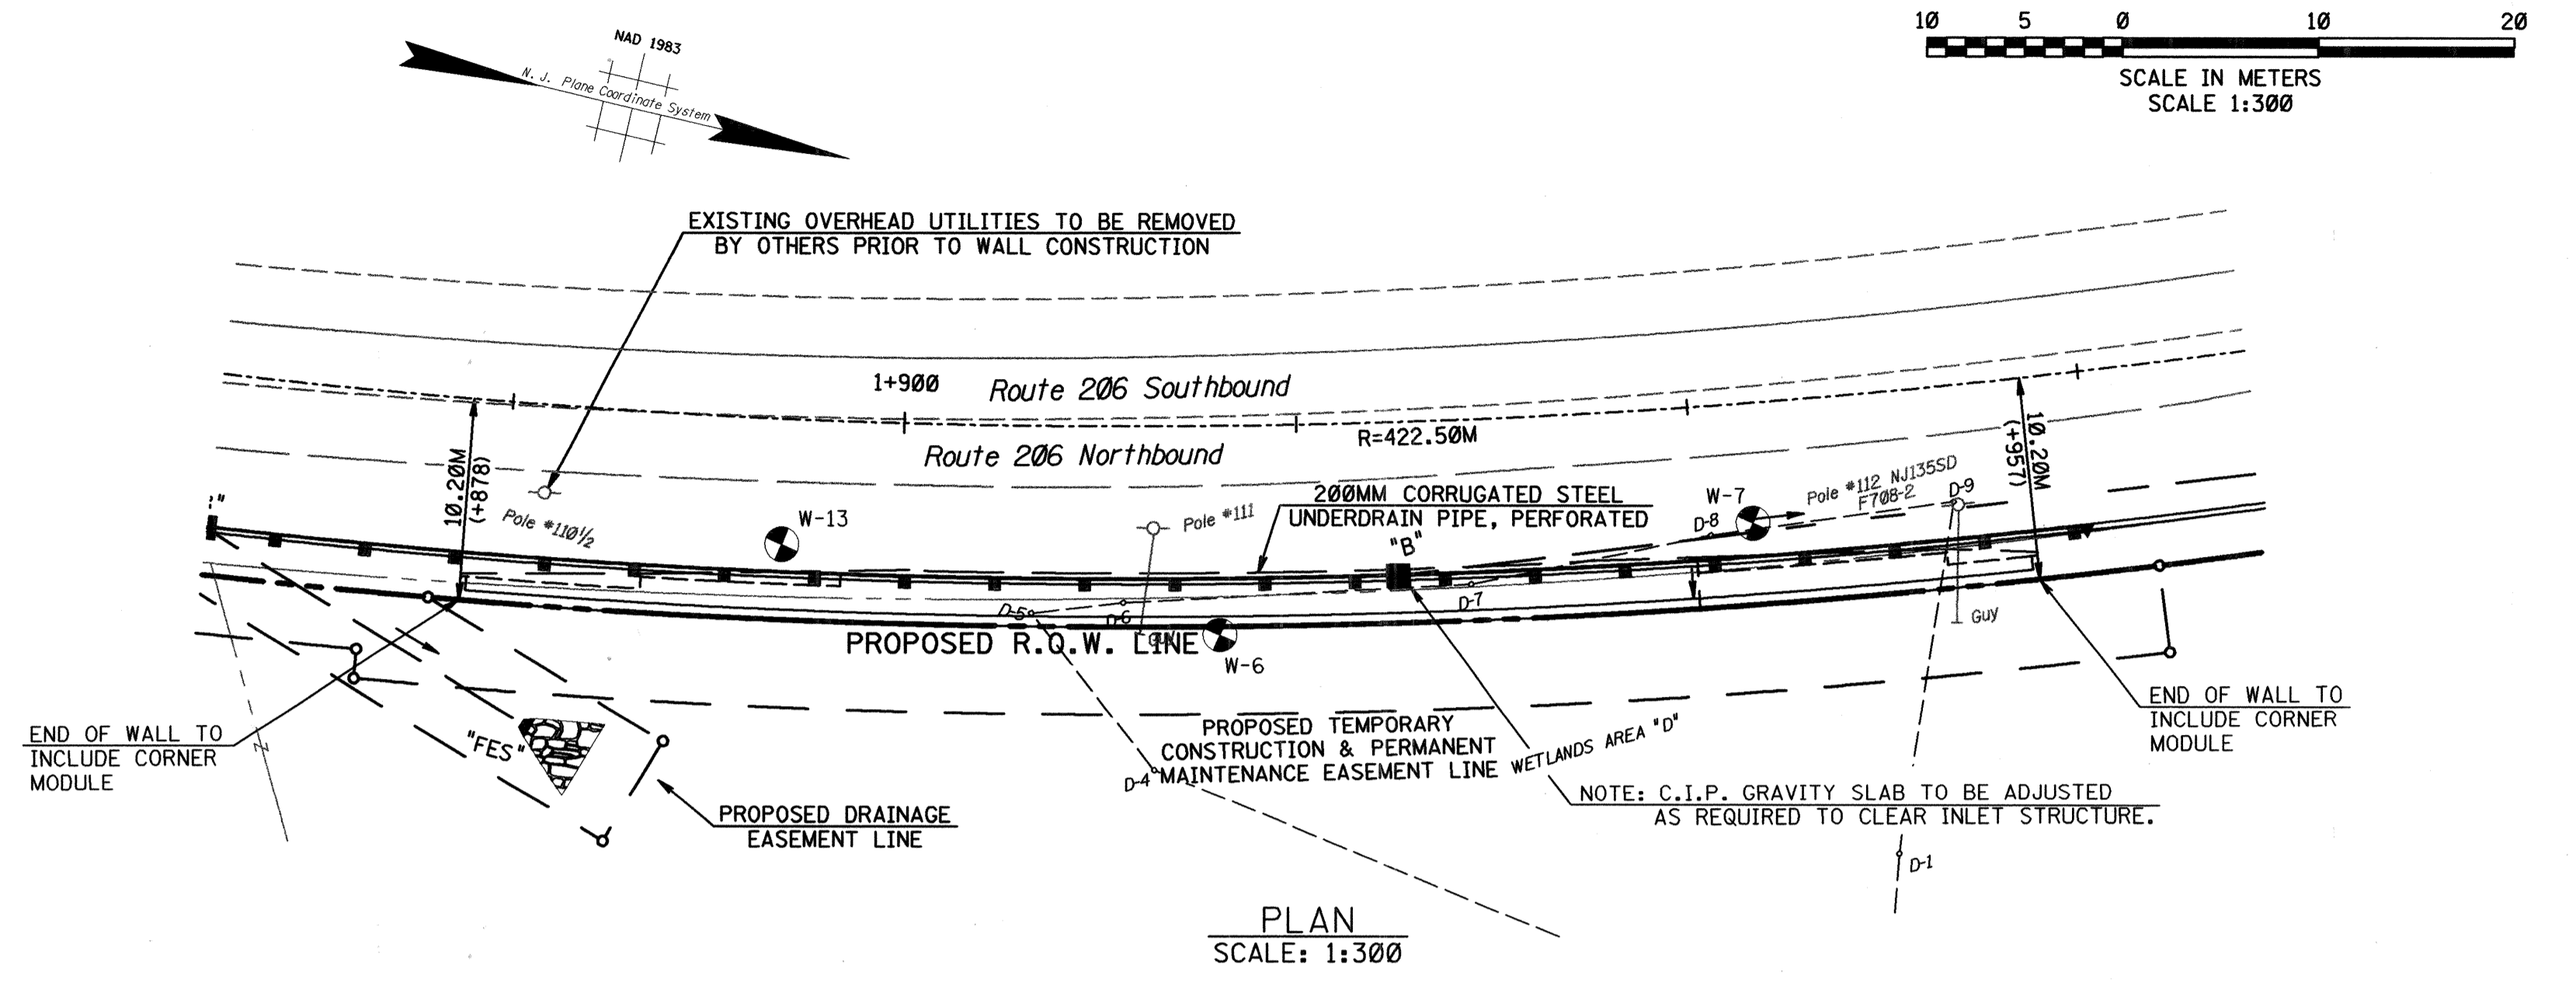 10 5 0 10 20
SCALE IN METERS
SCALE 1:300
NAD 1983
N. J. Plane Coordinate System
EXISTING OVERHEAD UTILITIES TO BE REMOVED
BY OTHERS PRIOR TO WALL CONSTRUCTION
1+900
Route 206 Southbound
R=422.50M
Route 206 Northbound
10.20M
(+878)
10.20M
(+957)
Pole #110½
W-13
Pole #111
200MM CORRUGATED STEEL
UNDERDRAIN PIPE, PERFORATED
"B"
W-7
D-8
Pole #112 NJ135SD
F708-2
D-9
D-5
D-6
D-7
Guy
Guy
PROPOSED R.O.W. LINE
W-6
END OF WALL TO
INCLUDE CORNER
MODULE
"FES"
PROPOSED DRAINAGE
EASEMENT LINE
PROPOSED TEMPORARY
CONSTRUCTION & PERMANENT
MAINTENANCE EASEMENT LINE
D-4
WETLANDS AREA "D"
END OF WALL TO
INCLUDE CORNER
MODULE
NOTE: C.I.P. GRAVITY SLAB TO BE ADJUSTED
AS REQUIRED TO CLEAR INLET STRUCTURE.
D-1
PLAN
SCALE: 1:300